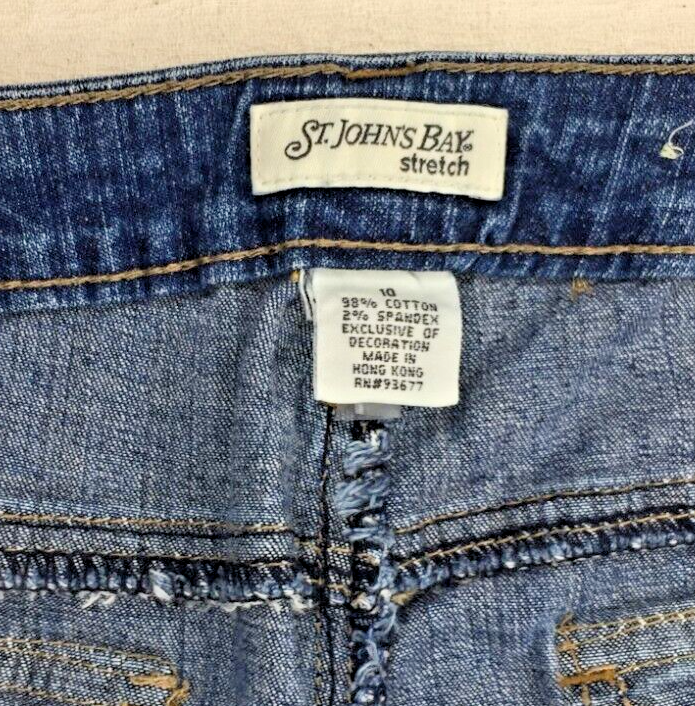 ST. JOHN'S BAY®
stretch
10
98% COTTON
2% SPANDEX
EXCLUSIVE OF
DECORATION
MADE IN
HONG KONG
RN#93677